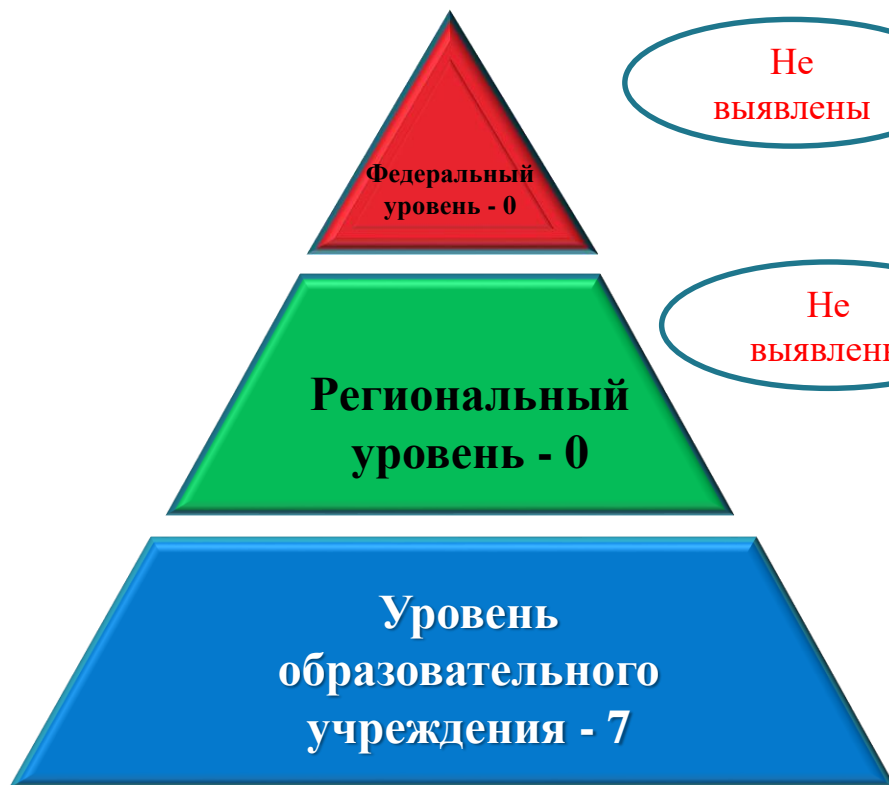 Не
выявлены
Федеральный
уровень - 0
Не
Региональный
уровень - 0
Уровень
образовательного
учреждения - 7